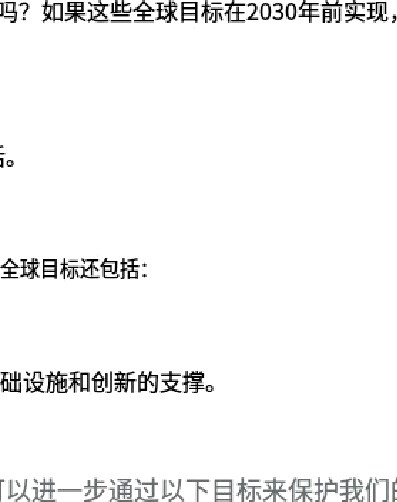 吗？如果这些全球目标在2030年前实现，
。
全球目标还包括：
础设施和创新的支撑。
可以进一步通过以下目标来保护我们的